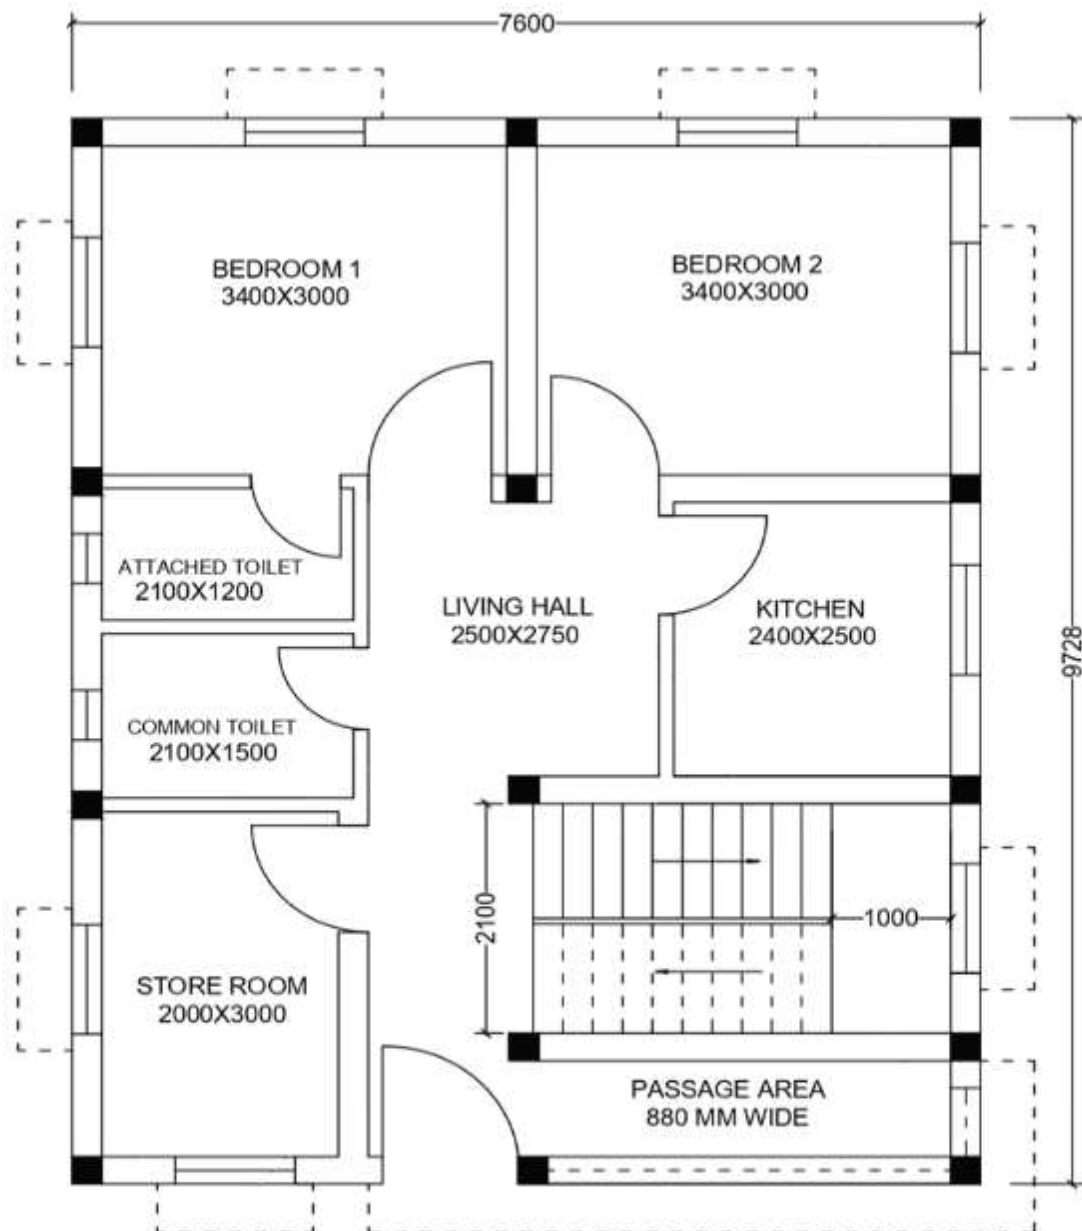 7600
BEDROOM 1
3400X3000
BEDROOM 2
3400X3000
ATTACHED TOILET
2100X1200
LIVING HALL
2500X2750
KITCHEN
2400X2500
9728
COMMON TOILET
2100X1500
2100
1000
STORE ROOM
2000X3000
PASSAGE AREA
880 MM WIDE